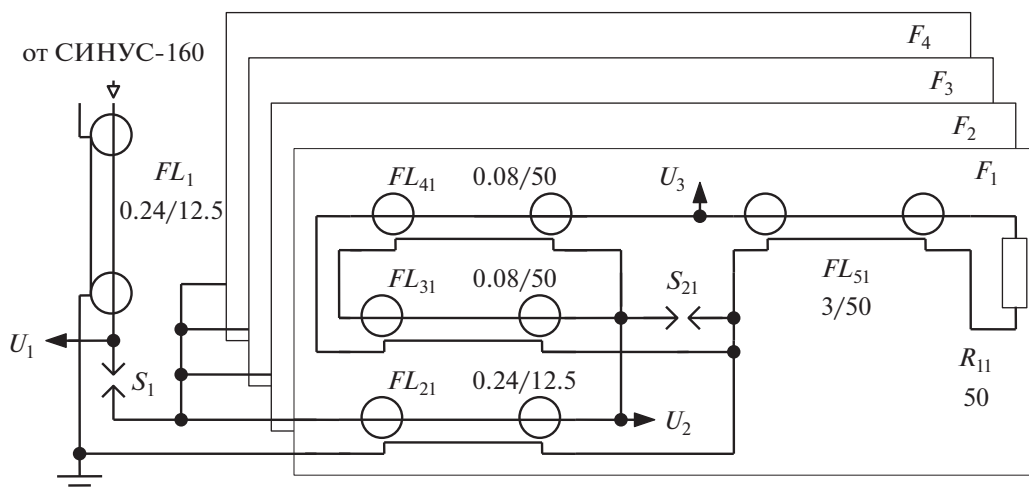 от СИНУС-160
F₄
F₃
F₂
F₁
FL₁
0.24/12.5
FL₄₁ 0.08/50
U₃
FL₃₁ 0.08/50
S₂₁
FL₅₁
3/50
U₁
S₁
R₁₁
50
FL₂₁ 0.24/12.5
U₂